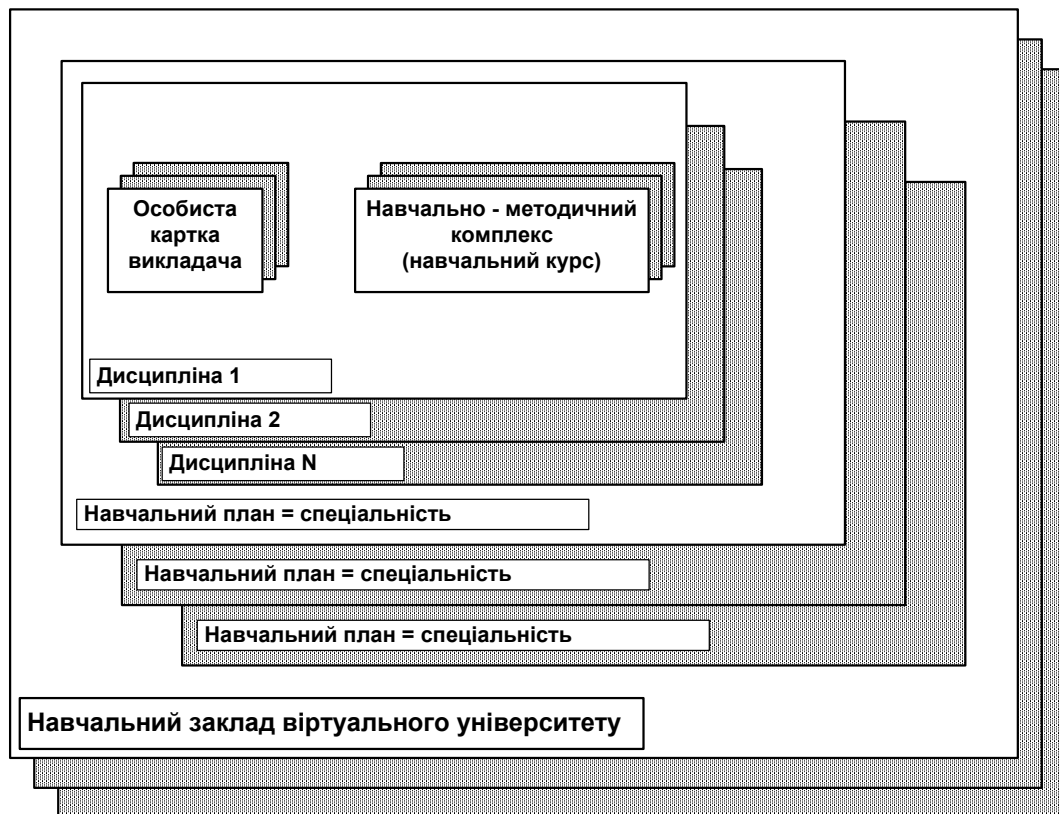 Особиста
картка
викладача
Навчально - методичний
комплекс
(навчальний курс)
Дисципліна 1
Дисципліна 2
Дисципліна N
Навчальний план = спеціальність
Навчальний план = спеціальність
Навчальний план = спеціальність
Навчальний заклад віртуального університету